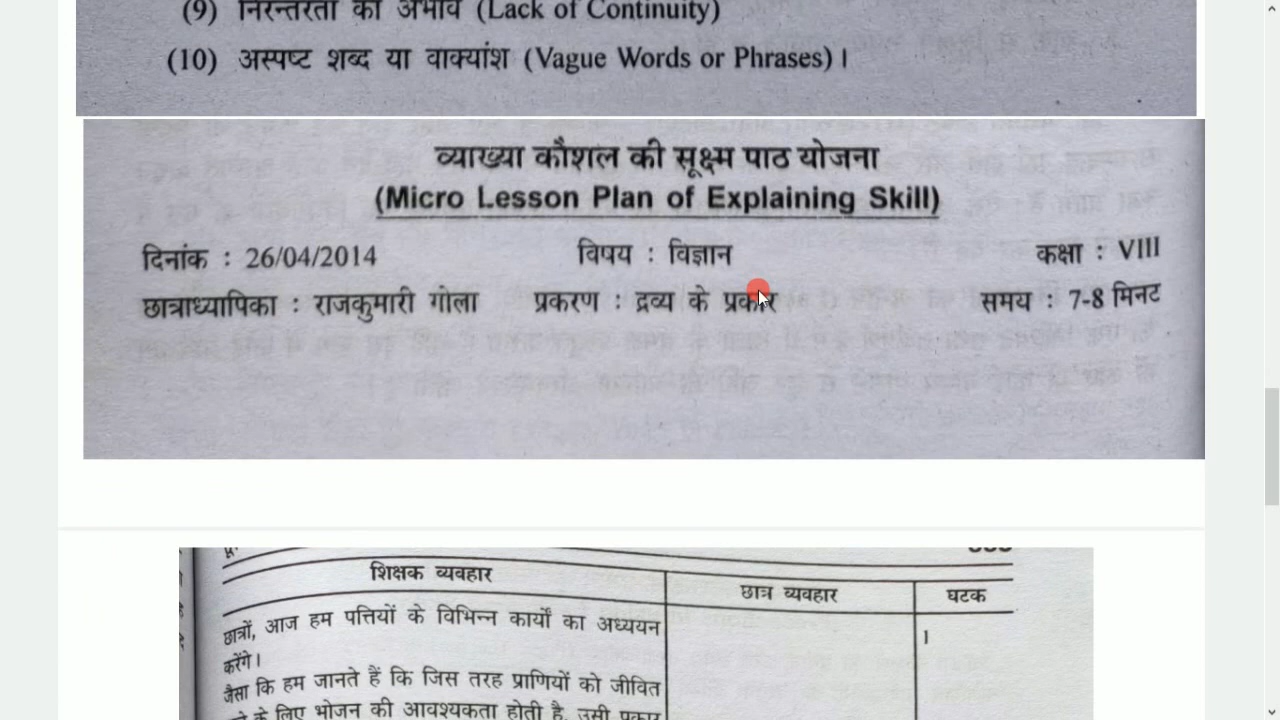 (9) निरन्तरता का अभाव (Lack of Continuity)
(10) अस्पष्ट शब्द या वाक्यांश (Vague Words or Phrases)।
व्याख्या कौशल की सूक्ष्म पाठ योजना
(Micro Lesson Plan of Explaining Skill)
दिनांक : 26/04/2014 विषय : विज्ञान कक्षा : VIII
छात्राध्यापिका : राजकुमारी गोला प्रकरण : द्रव्य के प्रकार समय : 7-8 मिनट
शिक्षक व्यवहार छात्र व्यवहार घटक
छात्रों, आज हम पत्तियों के विभिन्न कार्यों का अध्ययन 1
करेंगे।
जैसा कि हम जानते हैं कि जिस तरह प्राणियों को जीवित
के लिए भोजन की आवश्यकता होती है, उसी प्रकार